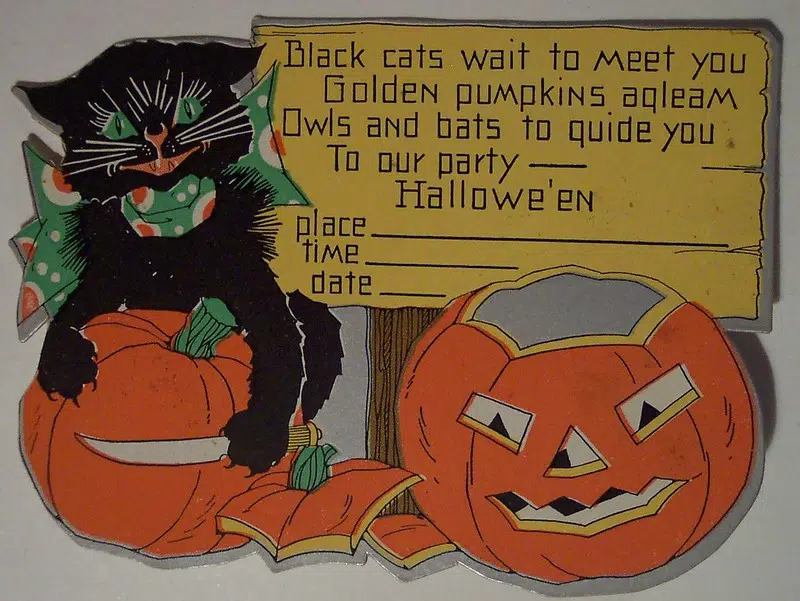 Black cats wait to meet you
Golden pumpkins agleam
Owls and bats to guide you
To our party —
Hallowe'en
place
time
date